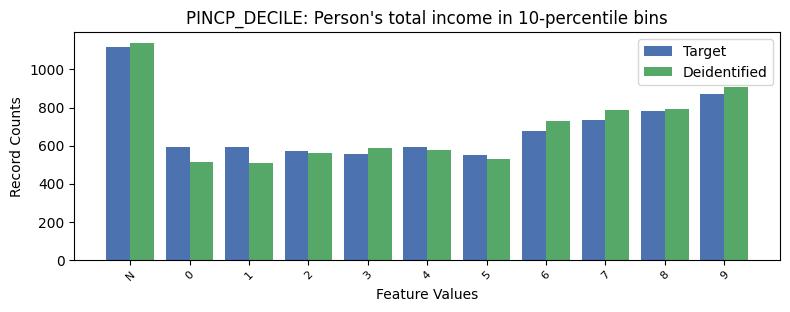 PINCP_DECILE: Person's total income in 10-percentile bins
Target
Deidentified
Record Counts
1000
800
600
400
200
0
N 0 1 2 3 4 5 6 7 8 9
Feature Values